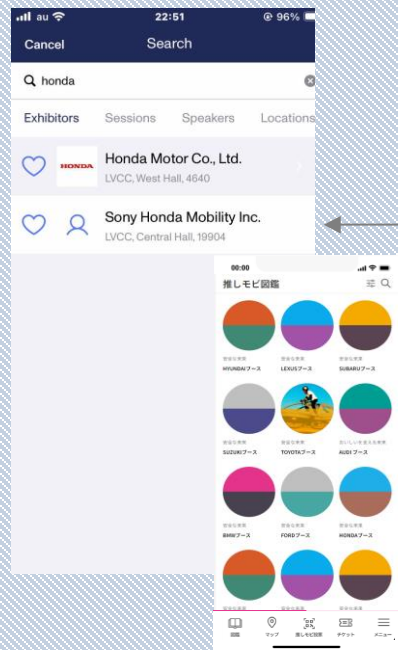 au 22:51 @ 96%
Cancel Search
honda
Exhibitors Sessions Speakers Locations
HONDA
Honda Motor Co., Ltd.
LVCC, West Hall, 4640
Sony Honda Mobility Inc.
LVCC, Central Hall, 19904
00:00
推しモビ図鑑
HYUNDAIブース LEXUSブース SUBARUブース
SUZUKIブース TOYOTAブース AUDIブース
BMWブース FORDブース HONDAブース
図鑑 マップ 推しモビ図鑑 チケット メニュー